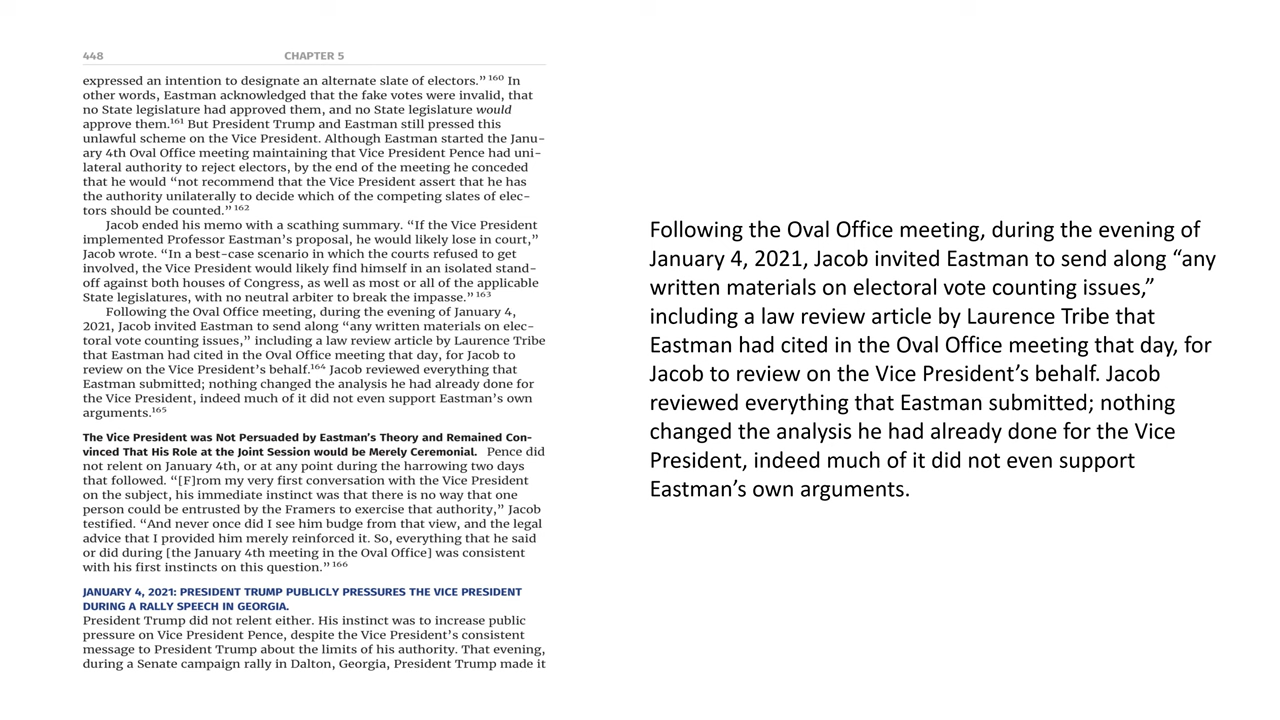 448 CHAPTER 5
expressed an intention to designate an alternate slate of electors.” 160 In
other words, Eastman acknowledged that the fake votes were invalid, that
no State legislature had approved them, and no State legislature would
approve them.161 But President Trump and Eastman still pressed this
unlawful scheme on the Vice President. Although Eastman started the Janu-
ary 4th Oval Office meeting maintaining that Vice President Pence had uni-
lateral authority to reject electors, by the end of the meeting he conceded
that he would “not recommend that the Vice President assert that he has
the authority unilaterally to decide which of the competing slates of elec-
tors should be counted.” 162
Jacob ended his memo with a scathing summary. “If the Vice President
implemented Professor Eastman’s proposal, he would likely lose in court,”
Jacob wrote. “In a best-case scenario in which the courts refused to get
involved, the Vice President would likely find himself in an isolated stand-
off against both houses of Congress, as well as most or all of the applicable
State legislatures, with no neutral arbiter to break the impasse.” 163
Following the Oval Office meeting, during the evening of January 4,
2021, Jacob invited Eastman to send along “any written materials on elec-
toral vote counting issues,” including a law review article by Laurence Tribe
that Eastman had cited in the Oval Office meeting that day, for Jacob to
review on the Vice President’s behalf.164 Jacob reviewed everything that
Eastman submitted; nothing changed the analysis he had already done for
the Vice President, indeed much of it did not even support Eastman’s own
arguments.165
The Vice President was Not Persuaded by Eastman’s Theory and Remained Con-
vinced That His Role at the Joint Session would be Merely Ceremonial. Pence did
not relent on January 4th, or at any point during the harrowing two days
that followed. “[F]rom my very first conversation with the Vice President
on the subject, his immediate instinct was that there is no way that one
person could be entrusted by the Framers to exercise that authority,” Jacob
testified. “And never once did I see him budge from that view, and the legal
advice that I provided him merely reinforced it. So, everything that he said
or did during [the January 4th meeting in the Oval Office] was consistent
with his first instincts on this question.” 166
JANUARY 4, 2021: PRESIDENT TRUMP PUBLICLY PRESSURES THE VICE PRESIDENT
DURING A RALLY SPEECH IN GEORGIA.
President Trump did not relent either. His instinct was to increase public
pressure on Vice President Pence, despite the Vice President’s consistent
message to President Trump about the limits of his authority. That evening,
during a Senate campaign rally in Dalton, Georgia, President Trump made it
Following the Oval Office meeting, during the evening of
January 4, 2021, Jacob invited Eastman to send along “any
written materials on electoral vote counting issues,”
including a law review article by Laurence Tribe that
Eastman had cited in the Oval Office meeting that day, for
Jacob to review on the Vice President’s behalf. Jacob
reviewed everything that Eastman submitted; nothing
changed the analysis he had already done for the Vice
President, indeed much of it did not even support
Eastman’s own arguments.